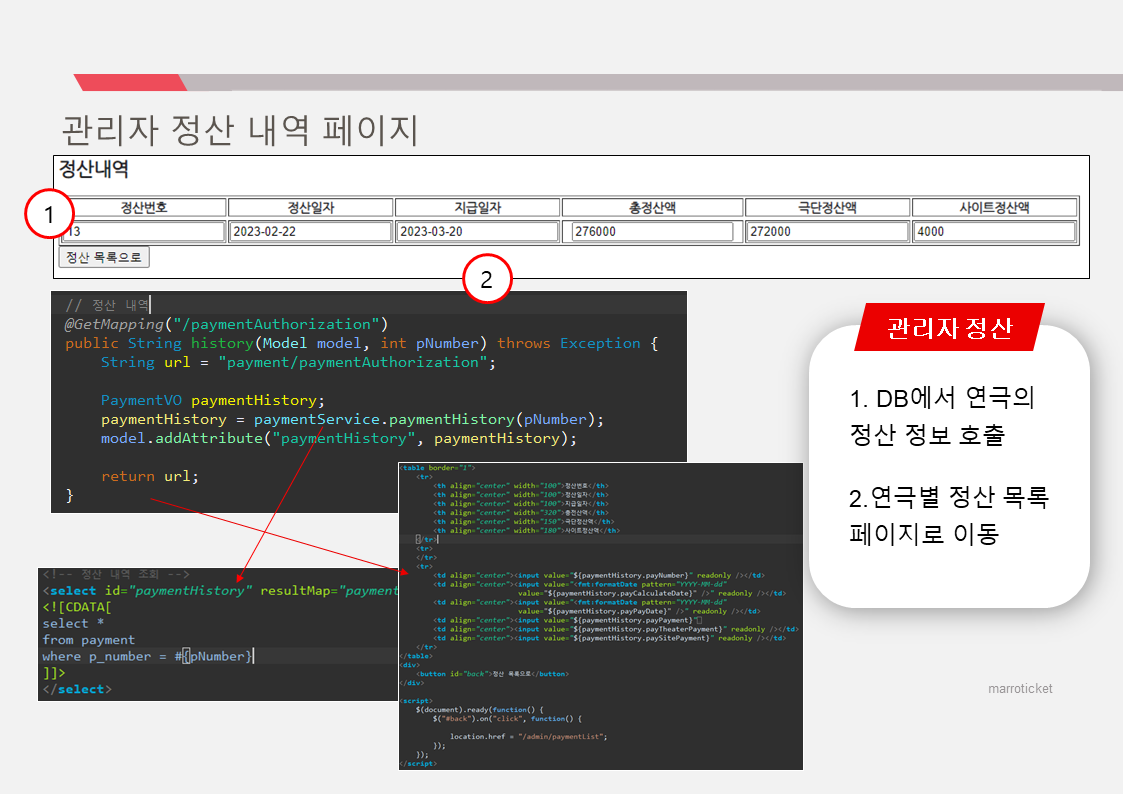 관리자 정산 내역 페이지
정산내역
1
정산번호 정산일자 지급일자 총정산액 극단정산액 사이트정산액
13 2023-02-22 2023-03-20 276000 272000 4000
정산 목록으로
2
// 정산 내역
@GetMapping("/paymentAuthorization")
public String history(Model model, int pNumber) throws Exception {
String url = "payment/paymentAuthorization";
PaymentVO paymentHistory;
paymentHistory = paymentService.paymentHistory(pNumber);
model.addAttribute("paymentHistory", paymentHistory);
return url;
}
<!-- 정산 내역 조회 -->
<select id="paymentHistory" resultMap="payment
<![CDATA[
select *
from payment
where p_number = #{pNumber}
]]>
</select>
<table border="1">
<tr>
<th align="center" width="100">정산번호</th>
<th align="center" width="100">정산일자</th>
<th align="center" width="100">지급일자</th>
<th align="center" width="320">총전산액</th>
<th align="center" width="150">극단정산액</th>
<th align="center" width="180">사이트정산액</th>
</tr>
<tr>
</tr>
<tr>
<td align="center"><input value="${paymentHistory.payNumber}" readonly /></td>
<td align="center"><input value="<fmt:formatDate pattern="YYYY-MM-dd"
value="${paymentHistory.payCalculateDate}" />" readonly /></td>
<td align="center"><input value="<fmt:formatDate pattern="YYYY-MM-dd"
value="${paymentHistory.payPayDate}" />" readonly /></td>
<td align="center"><input value="${paymentHistory.payPayment}"
<td align="center"><input value="${paymentHistory.payTheaterPayment}" readonly /></td>
<td align="center"><input value="${paymentHistory.paySitePayment}" readonly /></td>
</tr>
</table>
<div>
<button id="back">정산 목록으로</button>
</div>
<script>
$(document).ready(function() {
$("#back").on("click", function() {
location.href = "/admin/paymentList";
});
});
</script>
관리자 정산
1. DB에서 연극의
정산 정보 호출
2.연극별 정산 목록
페이지로 이동
marroticket